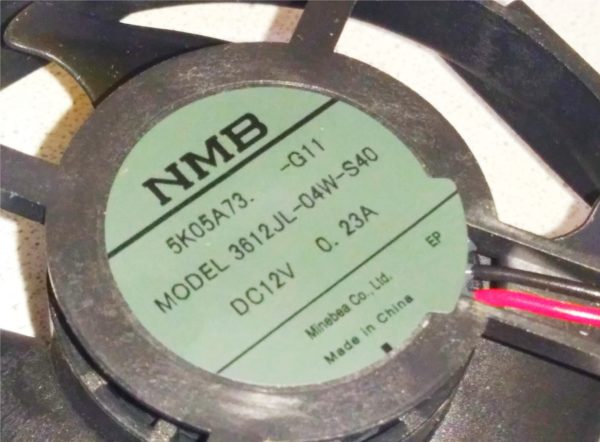 NMB
5K05A73. -G11
MODEL 3612JL-04W-S40
DC12V 0.23A
EP
Minebea Co., Ltd.
Made in China